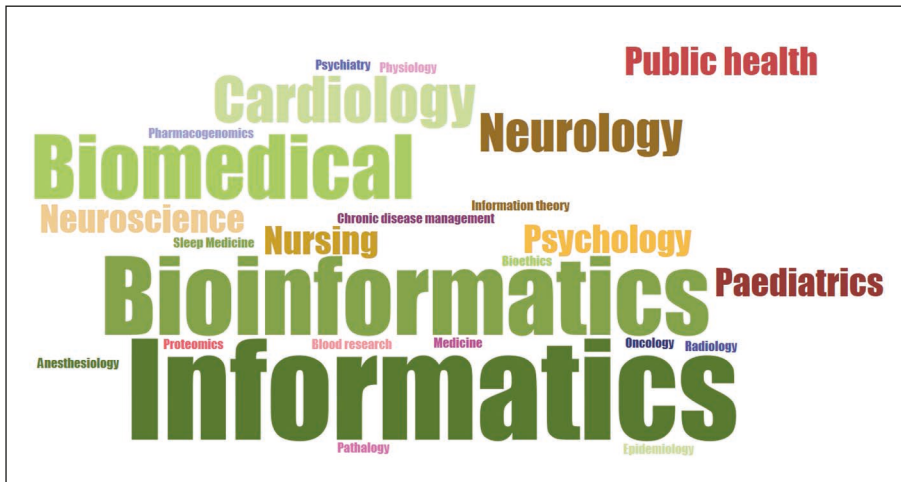 Public health
Psychiatry
Physiology
Cardiology
Neurology
Pharmacogenomics
Biomedical
Information theory
Neuroscience
Chronic disease management
Sleep Medicine
Nursing
Psychology
Bioethics
Bioinformatics
Paediatrics
Proteomics
Blood research
Medicine
Oncology
Radiology
Anesthesiology
Informatics
Pathalogy
Epidemiology